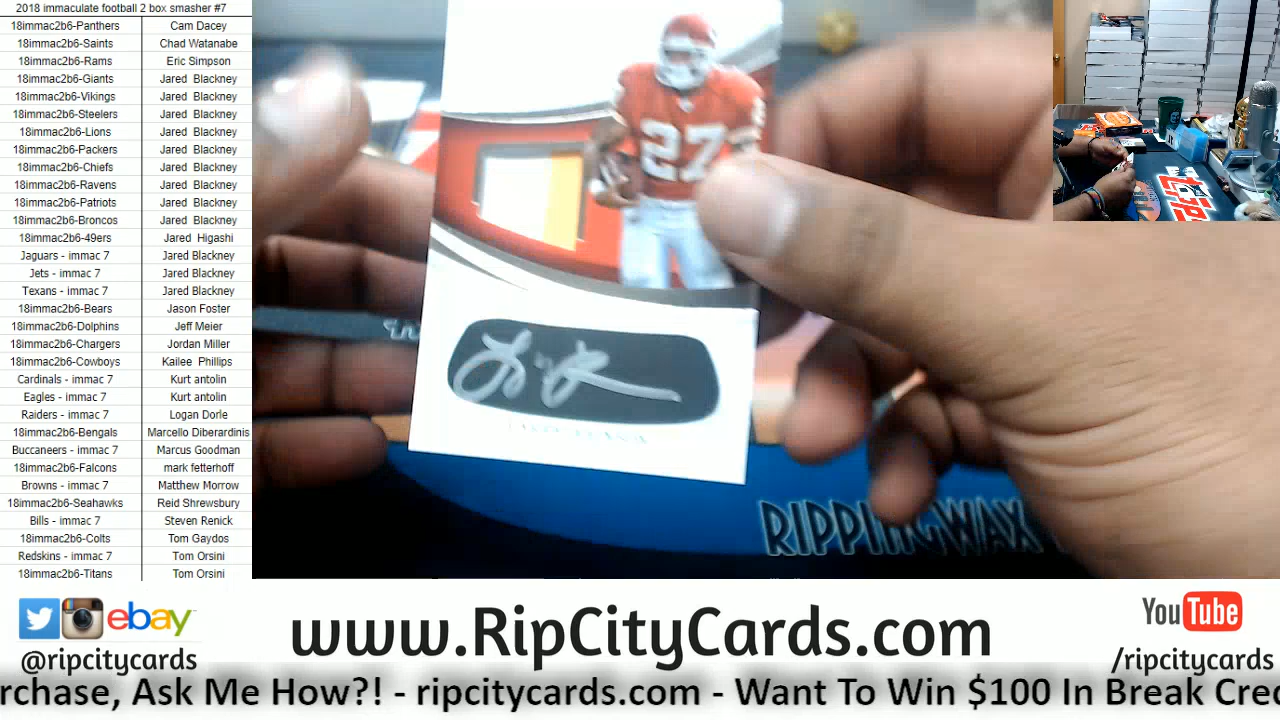 2018 immaculate football 2 box smasher #7
18immac2b6-Panthers Cam Dacey
18immac2b6-Saints Chad Watanabe
18immac2b6-Rams Eric Simpson
18immac2b6-Giants Jared Blackney
18immac2b6-Vikings Jared Blackney
18immac2b6-Steelers Jared Blackney
18immac2b6-Lions Jared Blackney
18immac2b6-Packers Jared Blackney
18immac2b6-Chiefs Jared Blackney
18immac2b6-Ravens Jared Blackney
18immac2b6-Patriots Jared Blackney
18immac2b6-Broncos Jared Blackney
18immac2b6-49ers Jared Higashi
Jaguars - immac 7 Jared Blackney
Jets - immac 7 Jared Blackney
Texans - immac 7 Jared Blackney
18immac2b6-Bears Jason Foster
18immac2b6-Dolphins Jeff Meier
18immac2b6-Chargers Jordan Miller
18immac2b6-Cowboys Kailee Phillips
Cardinals - immac 7 Kurt antolin
Eagles - immac 7 Kurt antolin
Raiders - immac 7 Logan Dorle
18immac2b6-Bengals Marcello Diberardinis
Buccaneers - immac 7 Marcus Goodman
18immac2b6-Falcons mark fetterhoff
Browns - immac 7 Matthew Morrow
18immac2b6-Seahawks Reid Shrewsbury
Bills - immac 7 Steven Renick
18immac2b6-Colts Tom Gaydos
Redskins - immac 7 Tom Orsini
18immac2b6-Titans Tom Orsini
27
RIPPINGWAX
ebay
@ripcitycards
www.RipCityCards.com
YouTube
/ripcitycards
rchase, Ask Me How?! - ripcitycards.com - Want To Win $100 In Break Cred